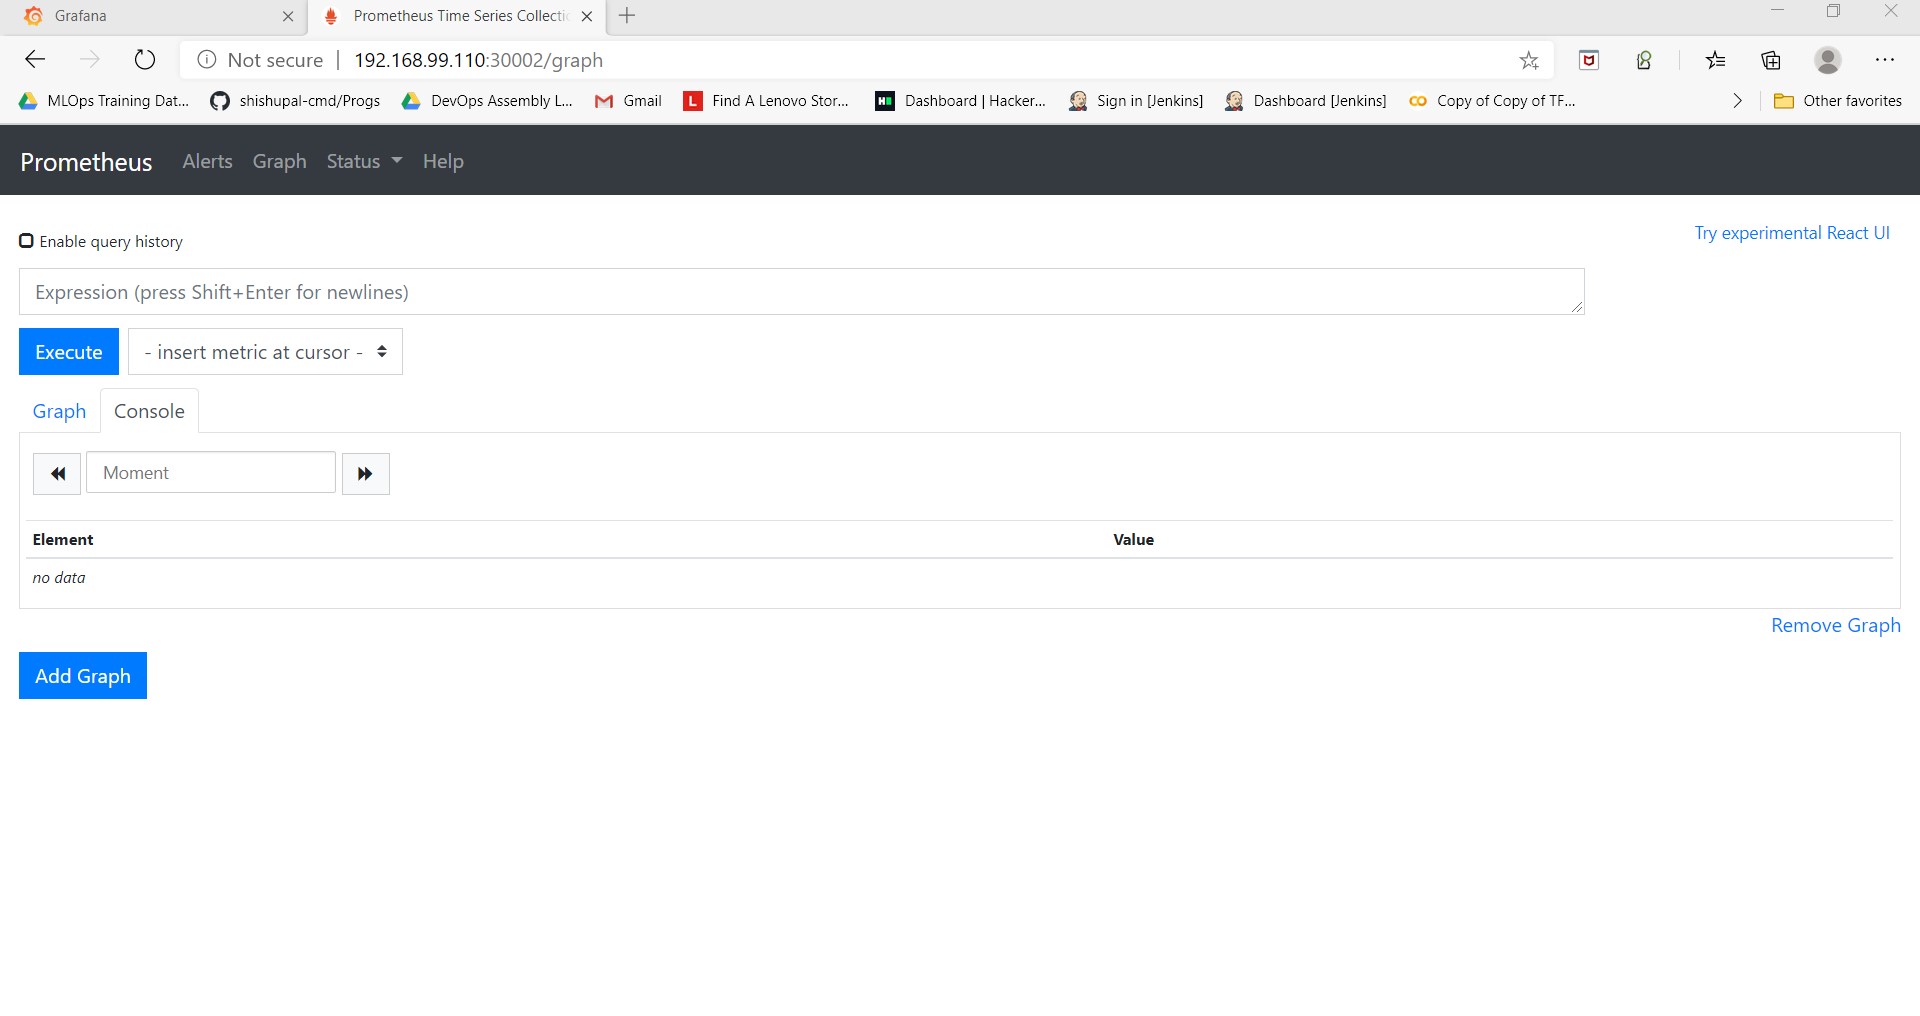 Grafana
Prometheus Time Series Collectio
Not secure | 192.168.99.110:30002/graph
MLOps Training Dat... shishupal-cmd/Progs DevOps Assembly L... Gmail Find A Lenovo Stor... Dashboard | Hacker... Sign in [Jenkins] Dashboard [Jenkins] Copy of Copy of TF... Other favorites
Prometheus Alerts Graph Status Help
Enable query history
Try experimental React UI
Expression (press Shift+Enter for newlines)
Execute - insert metric at cursor -
Graph Console
Moment
Element Value
no data
Remove Graph
Add Graph